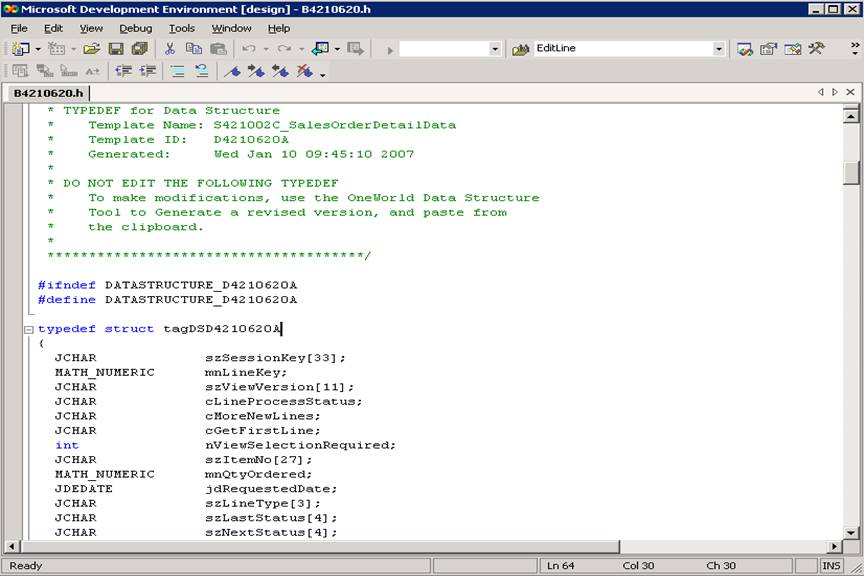 Microsoft Development Environment [design] - B4210620.h
File Edit Debug Tools Window Help
EditLine
B4210620.h
* TYPEDEF for Data Structure
*    Template Name: S421002C_SalesOrderDetailData
*    Template ID:   D4210620A
*    Generated:     Wed Jan 10 09:45:10 2007
*
* DO NOT EDIT THE FOLLOWING TYPEDEF
*    To make modifications, use the OneWorld Data Structure
*    Tool to Generate a revised version, and paste from
*    the clipboard.
*
**************************************/
#ifndef DATASTRUCTURE_D4210620A
#define DATASTRUCTURE_D4210620A
typedef struct tagDSD4210620A
{
JCHAR             szSessionKey[33];
MATH_NUMERIC      mnLineKey;
JCHAR             szViewVersion[11];
JCHAR             cLineProcessStatus;
JCHAR             cMoreNewLines;
JCHAR             cGetFirstLine;
int               nViewSelectionRequired;
JCHAR             szItemNo[27];
MATH_NUMERIC      mnQtyOrdered;
JDEDATE           jdRequestedDate;
JCHAR             szLineType[3];
JCHAR             szLastStatus[4];
JCHAR             szNextStatus[4];
Ready Ln 64 Col 30 Ch 30 INS